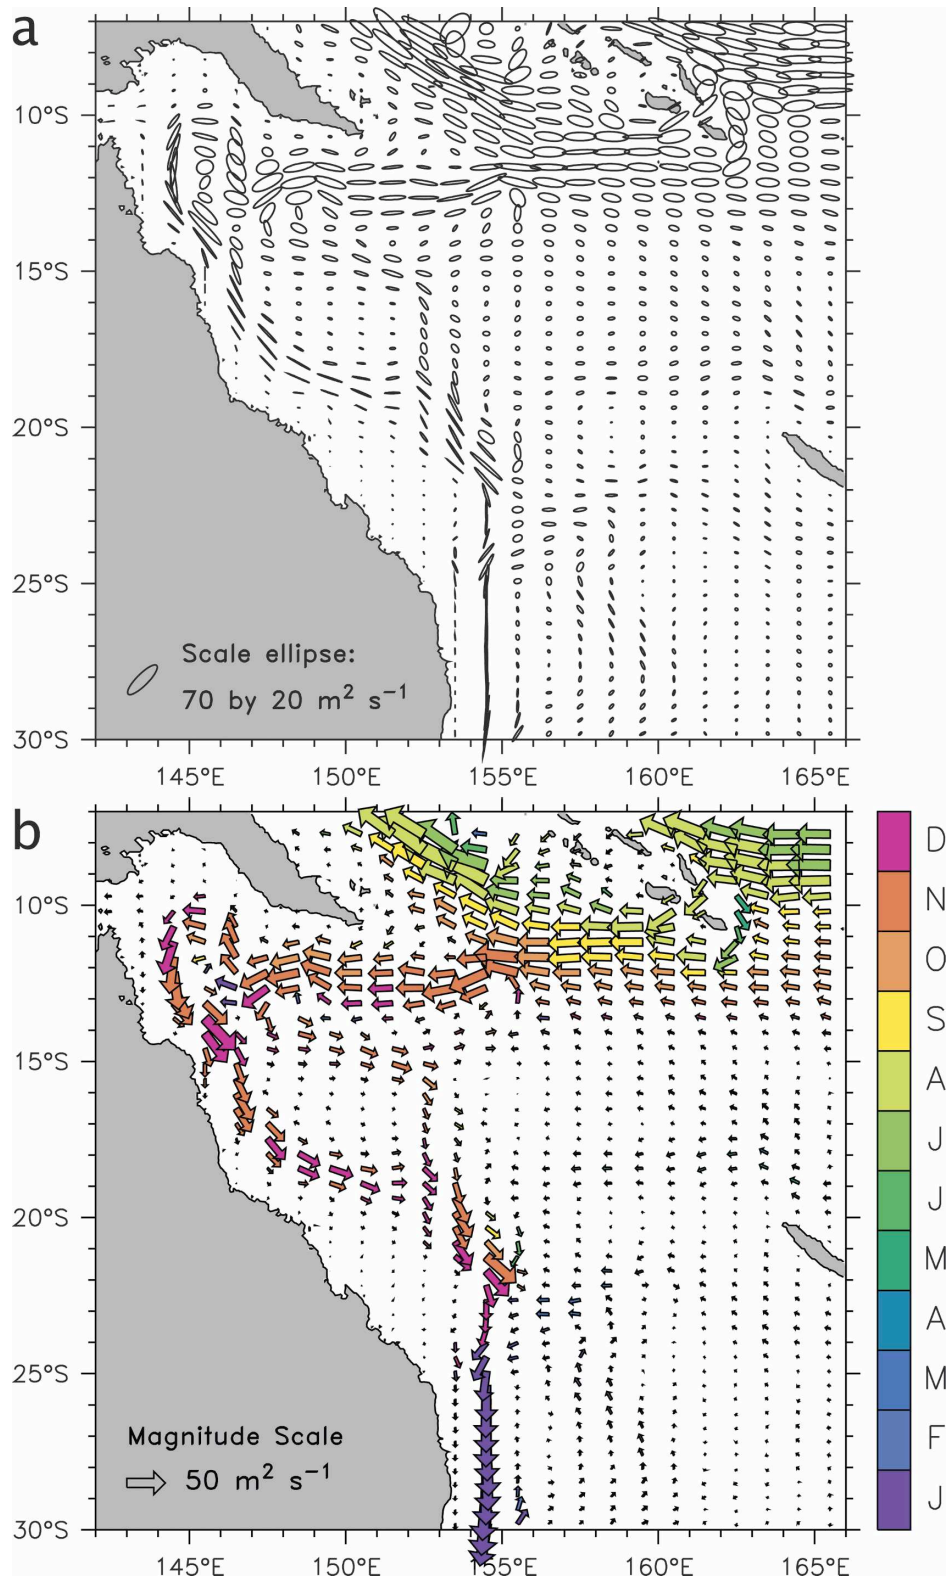 a
10°S
15°S
20°S
25°S
Scale ellipse:
70 by 20 m² s⁻¹
30°S
145°E 150°E 155°E 160°E 165°E
b
D
N
10°S
O
S
A
15°S
J
J
20°S
M
A
25°S
M
Magnitude Scale
F
50 m² s⁻¹
J
30°S
145°E 150°E 155°E 160°E 165°E